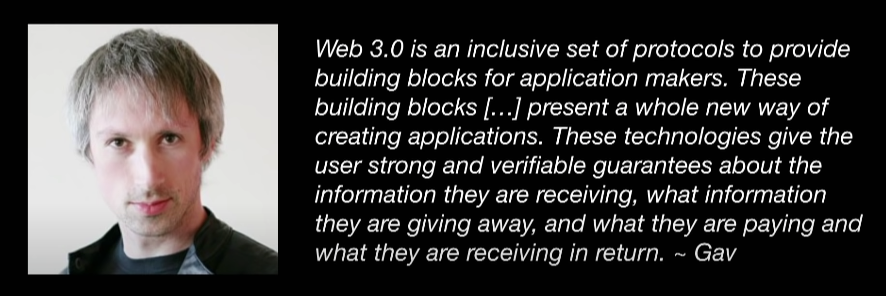 Web 3.0 is an inclusive set of protocols to provide
building blocks for application makers. These
building blocks […] present a whole new way of
creating applications. These technologies give the
user strong and verifiable guarantees about the
information they are receiving, what information
they are giving away, and what they are paying and
what they are receiving in return. ~ Gav